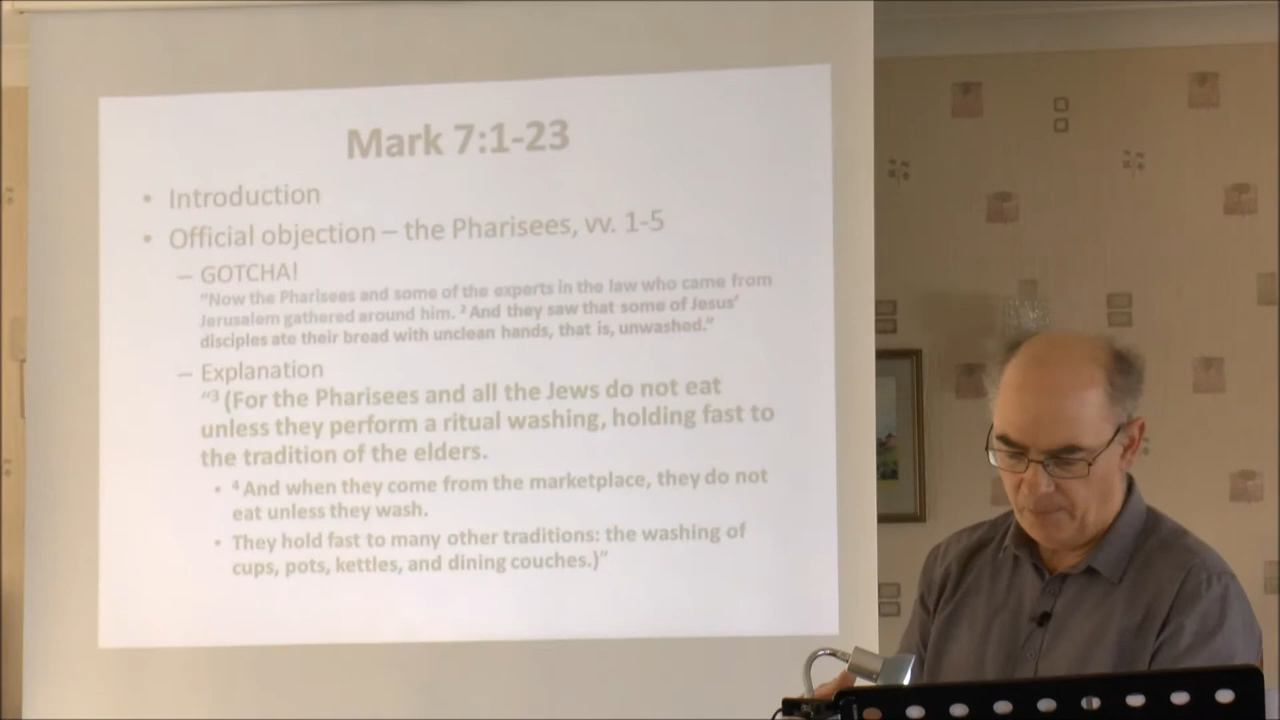 Mark 7:1-23
• Introduction
• Official objection – the Pharisees, vv. 1-5
– GOTCHA!
“Now the Pharisees and some of the experts in the law who came from
Jerusalem gathered around him. ² And they saw that some of Jesus’
disciples ate their bread with unclean hands, that is, unwashed.”
– Explanation
“³ (For the Pharisees and all the Jews do not eat
unless they perform a ritual washing, holding fast to
the tradition of the elders.
• ⁴ And when they come from the marketplace, they do not
eat unless they wash.
• They hold fast to many other traditions: the washing of
cups, pots, kettles, and dining couches.)”